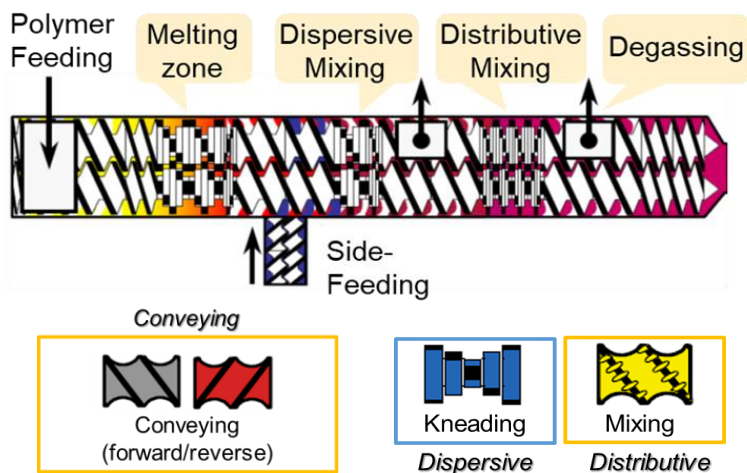 Polymer
Feeding
Melting
zone
Dispersive
Mixing
Distributive
Mixing
Degassing
Side-
Feeding
Conveying
Conveying
(forward/reverse)
Kneading
Mixing
Dispersive
Distributive